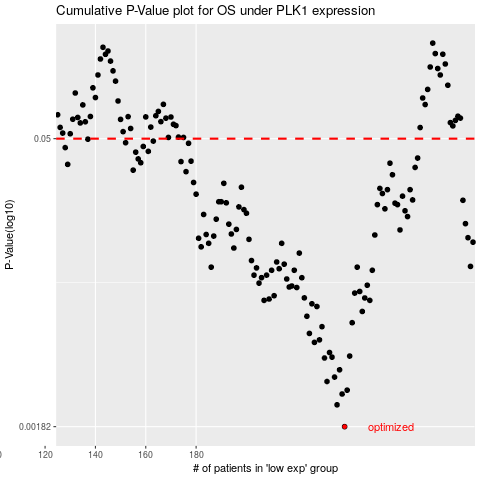 Cumulative P-Value plot for OS under PLK1 expression
P-Value(log10)
0.05
0.00182
optimized
0
120
140
160
180
# of patients in 'low exp' group